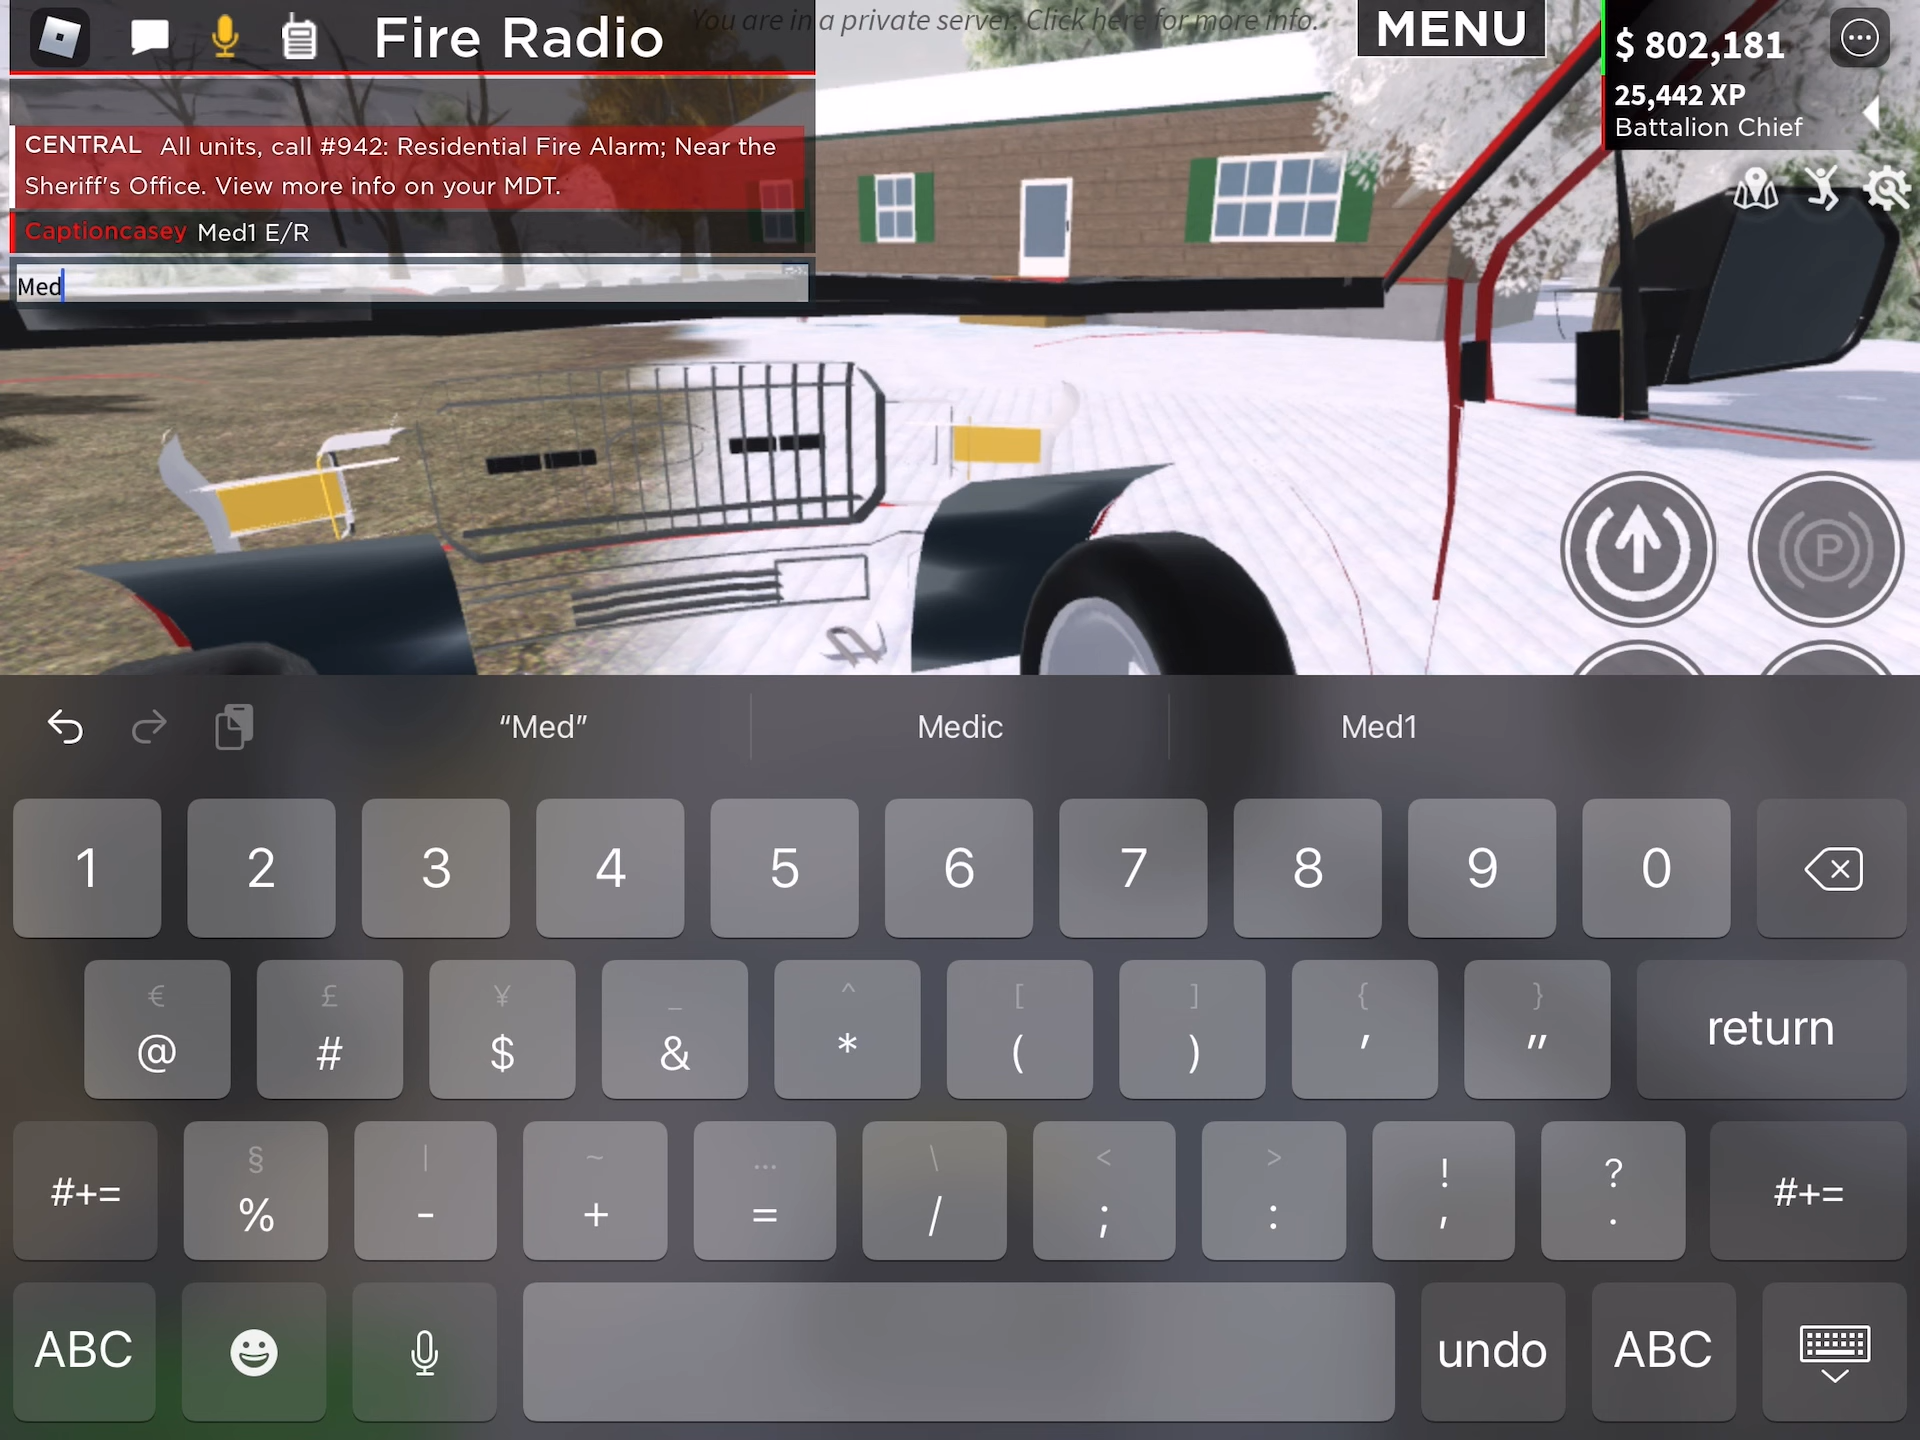 Fire Radio
You are in a private server. Click here for more info.
MENU
$ 802,181
25,442 XP
Battalion Chief
CENTRAL All units, call #942: Residential Fire Alarm; Near the
Sheriff's Office. View more info on your MDT.
Captioncasey Med1 E/R
Med
P
“Med” Medic Med1
1 2 3 4 5 6 7 8 9 0
€ £ ¥ _ ^ [ ] { }
@ # $ & * ( ) ' "
return
§ | ~ … \ < > ! ?
#+= % - + = / ; : , . #+=
ABC undo ABC